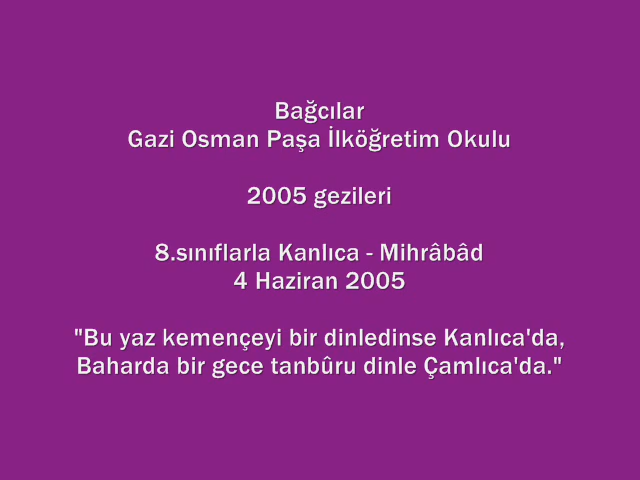 Bağcılar
Gazi Osman Paşa İlköğretim Okulu
2005 gezileri
8.sınıflarla Kanlıca - Mihrâbâd
4 Haziran 2005
"Bu yaz kemençeyi bir dinledinse Kanlıca'da,
Baharda bir gece tanbûru dinle Çamlıca'da."